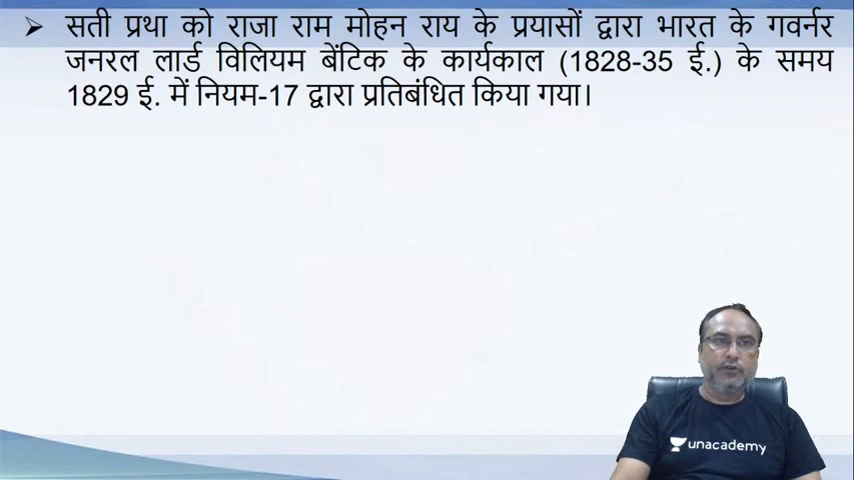 ➢ सती प्रथा को राजा राम मोहन राय के प्रयासों द्वारा भारत के गवर्नर
जनरल लार्ड विलियम बेंटिक के कार्यकाल (1828-35 ई.) के समय
1829 ई. में नियम-17 द्वारा प्रतिबंधित किया गया।
unacademy